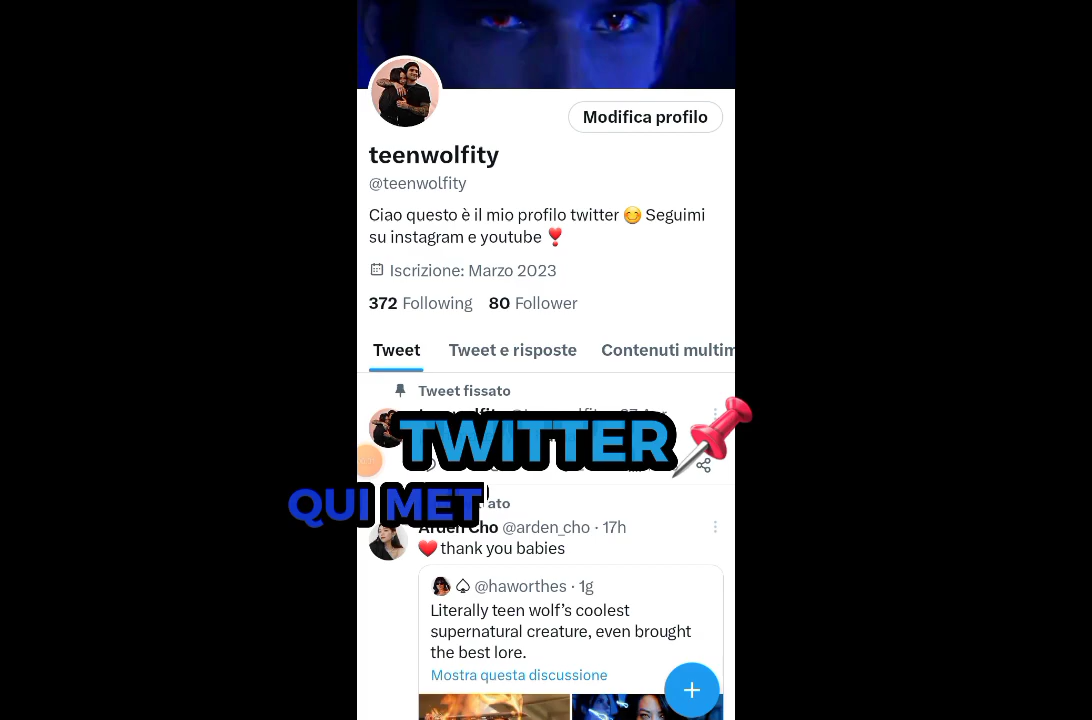 Modifica profilo
teenwolfity
@teenwolfity
Ciao questo è il mio profilo twitter 😊 Seguimi
su instagram e youtube ❣️
Iscrizione: Marzo 2023
372 Following 80 Follower
Tweet Tweet e risposte Contenuti multim
Tweet fissato
TWITTER
QUI MET
ato
Arden Cho @arden_cho · 17h
❤️thank you babies
♤ @haworthes · 1g
Literally teen wolf’s coolest
supernatural creature, even brought
the best lore.
Mostra questa discussione